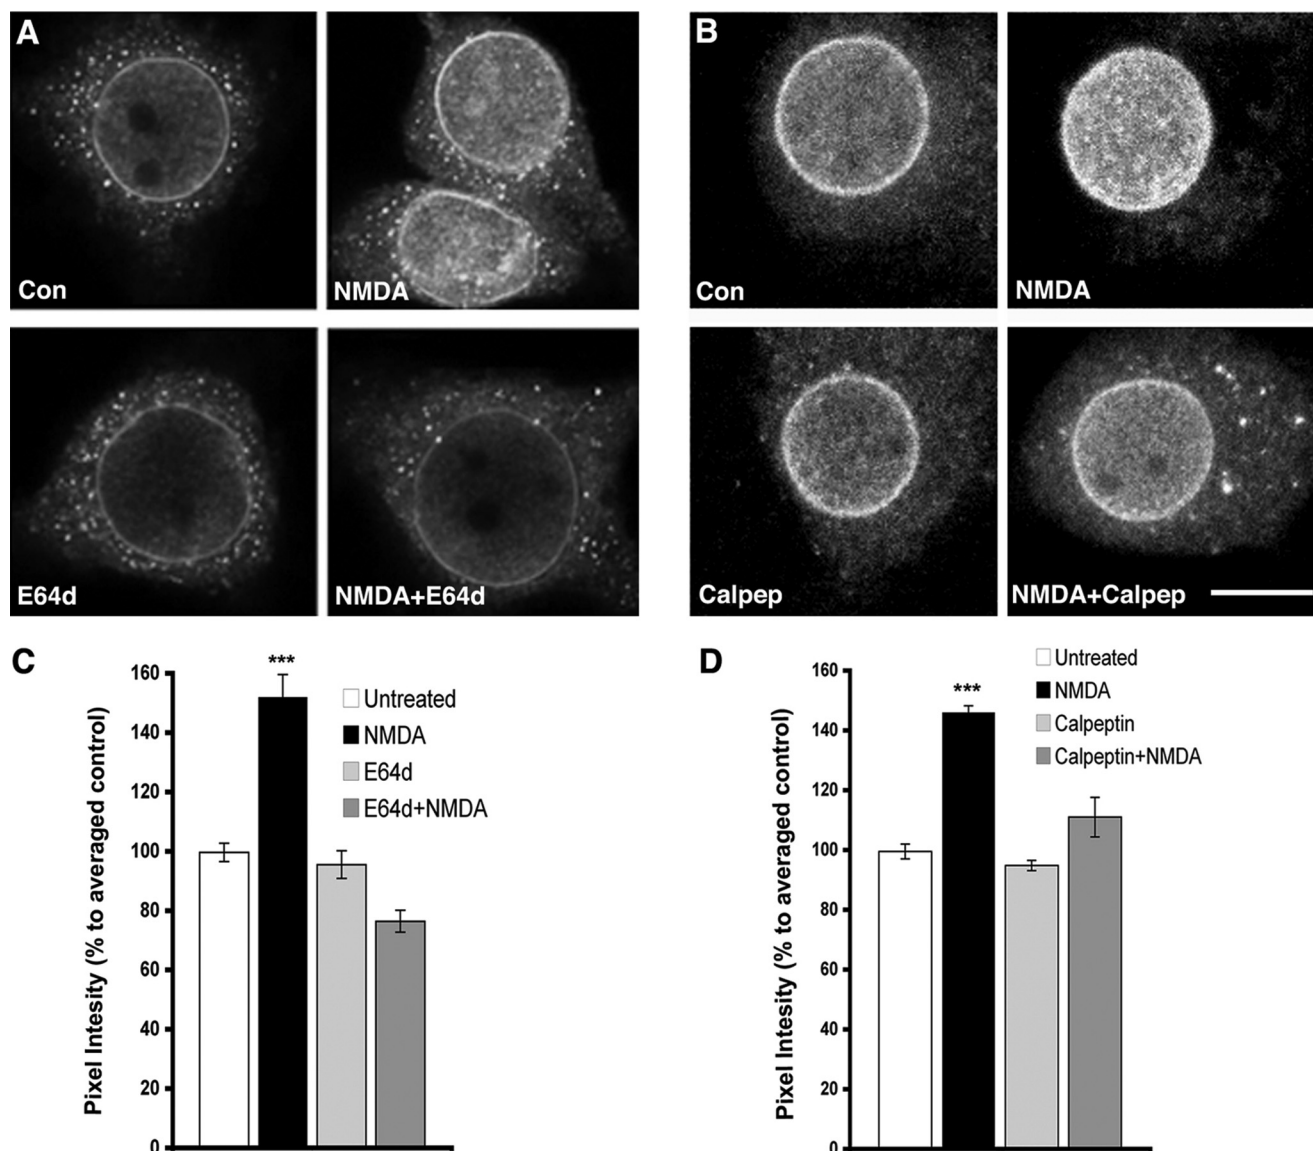 A
B
Con
NMDA
Con
NMDA
E64d
NMDA+E64d
Calpep
NMDA+Calpep
C
Pixel Intesity (% to averaged control)
160
140
120
100
80
60
40
20
0
***
Untreated
NMDA
E64d
E64d+NMDA
D
Pixel Intesity (% to averaged control)
160
140
120
100
80
60
40
20
0
***
Untreated
NMDA
Calpeptin
Calpeptin+NMDA